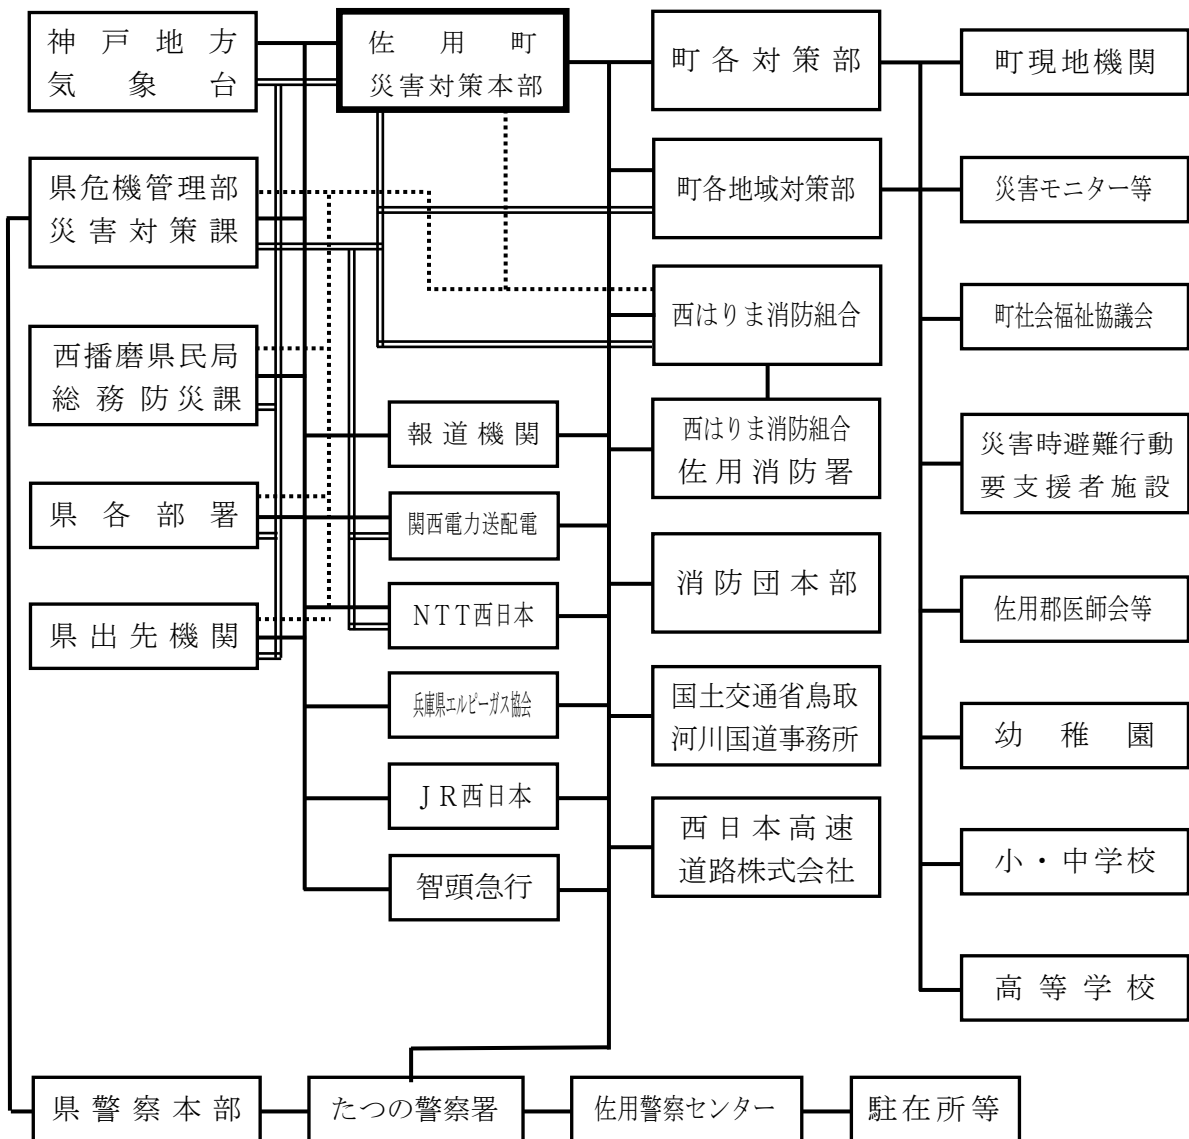 神戸地方
気象台
佐用町
災害対策本部
町各対策部
町現地機関
県危機管理部
災害対策課
町各地域対策部
災害モニター等
西はりま消防組合
町社会福祉協議会
西播磨県民局
総務防災課
報道機関
西はりま消防組合
佐用消防署
災害時避難行動
要支援者施設
県各部署
関西電力送配電
消防団本部
佐用郡医師会等
県出先機関
NTT西日本
兵庫県エルピーガス協会
国土交通省鳥取
河川国道事務所
幼稚園
JR西日本
西日本高速
道路株式会社
小・中学校
智頭急行
高等学校
県警察本部
たつの警察署
佐用警察センター
駐在所等